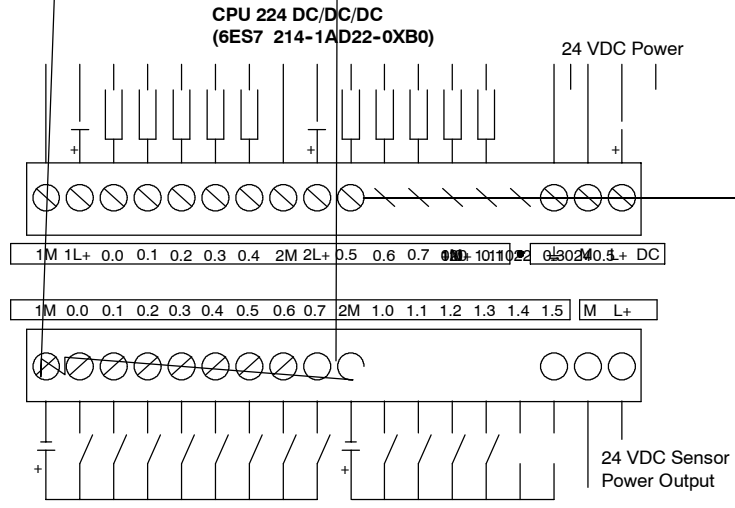 CPU 224 DC/DC/DC
(6ES7 214-1AD22-0XB0)
24 VDC Power
+ + +
1M 1L+ 0.0 0.1 0.2 0.3 0.4 2M 2L+ 0.5 0.6 0.7 M L+ DC
1M 0.0 0.1 0.2 0.3 0.4 0.5 0.6 0.7 2M 1.0 1.1 1.2 1.3 1.4 1.5 M L+
+ +
24 VDC Sensor
Power Output